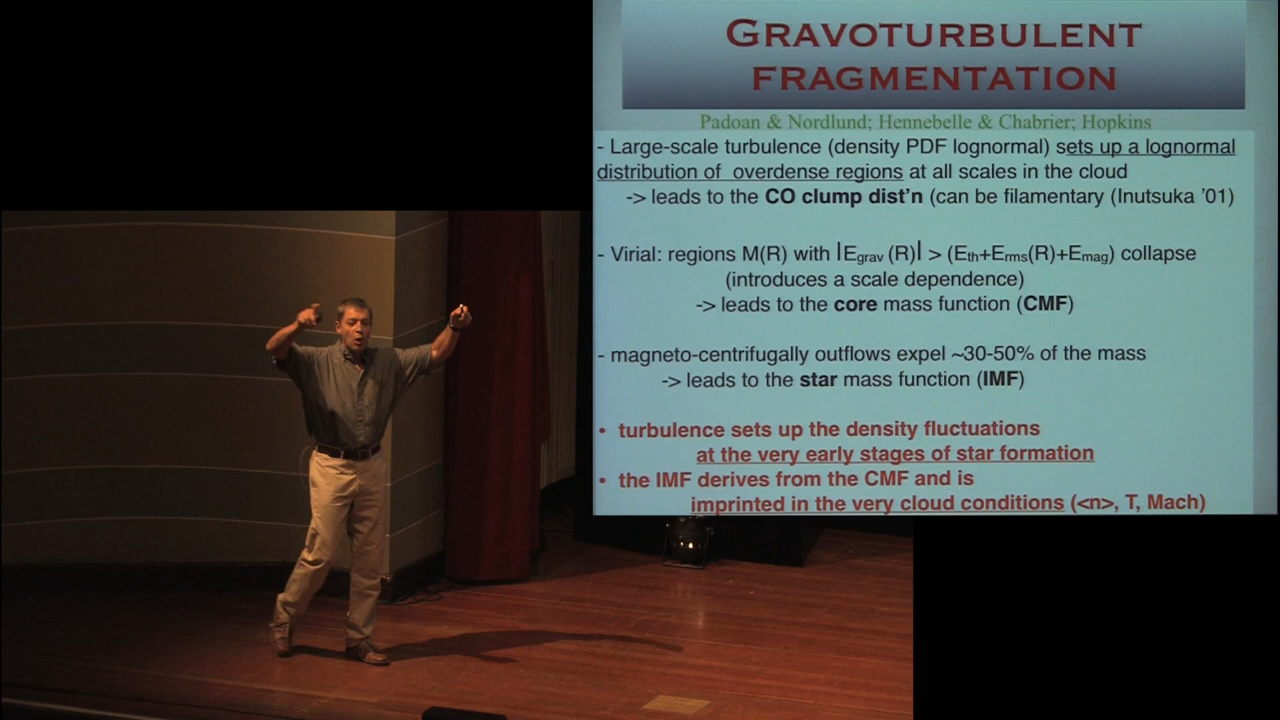 GRAVOTURBULENT
FRAGMENTATION
Padoan & Nordlund; Hennebelle & Chabrier; Hopkins
- Large-scale turbulence (density PDF lognormal) sets up a lognormal
distribution of overdense regions at all scales in the cloud
-> leads to the CO clump dist'n (can be filamentary (Inutsuka '01)
- Virial: regions M(R) with |Egrav (R)| > (Eth+Erms(R)+Emag) collapse
(introduces a scale dependence)
-> leads to the core mass function (CMF)
- magneto-centrifugally outflows expel ~30-50% of the mass
-> leads to the star mass function (IMF)
• turbulence sets up the density fluctuations
at the very early stages of star formation
• the IMF derives from the CMF and is
imprinted in the very cloud conditions (<n>, T, Mach)